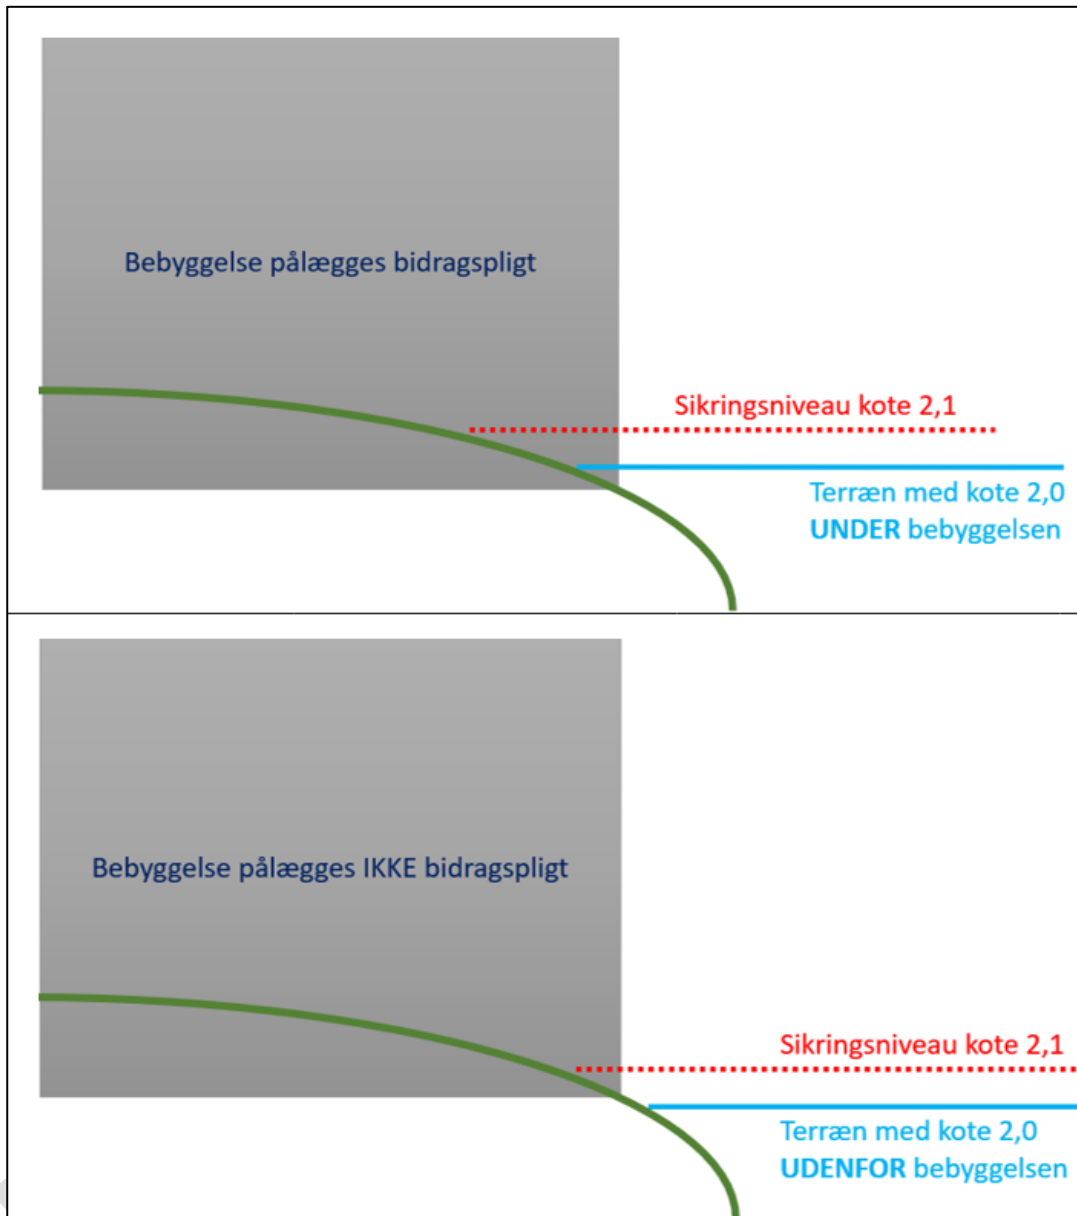 Bebyggelse pålægges bidragspligt
Sikringsniveau kote 2,1
Terræn med kote 2,0
UNDER bebyggelsen
Bebyggelse pålægges IKKE bidragspligt
Sikringsniveau kote 2,1
Terræn med kote 2,0
UDENFOR bebyggelsen